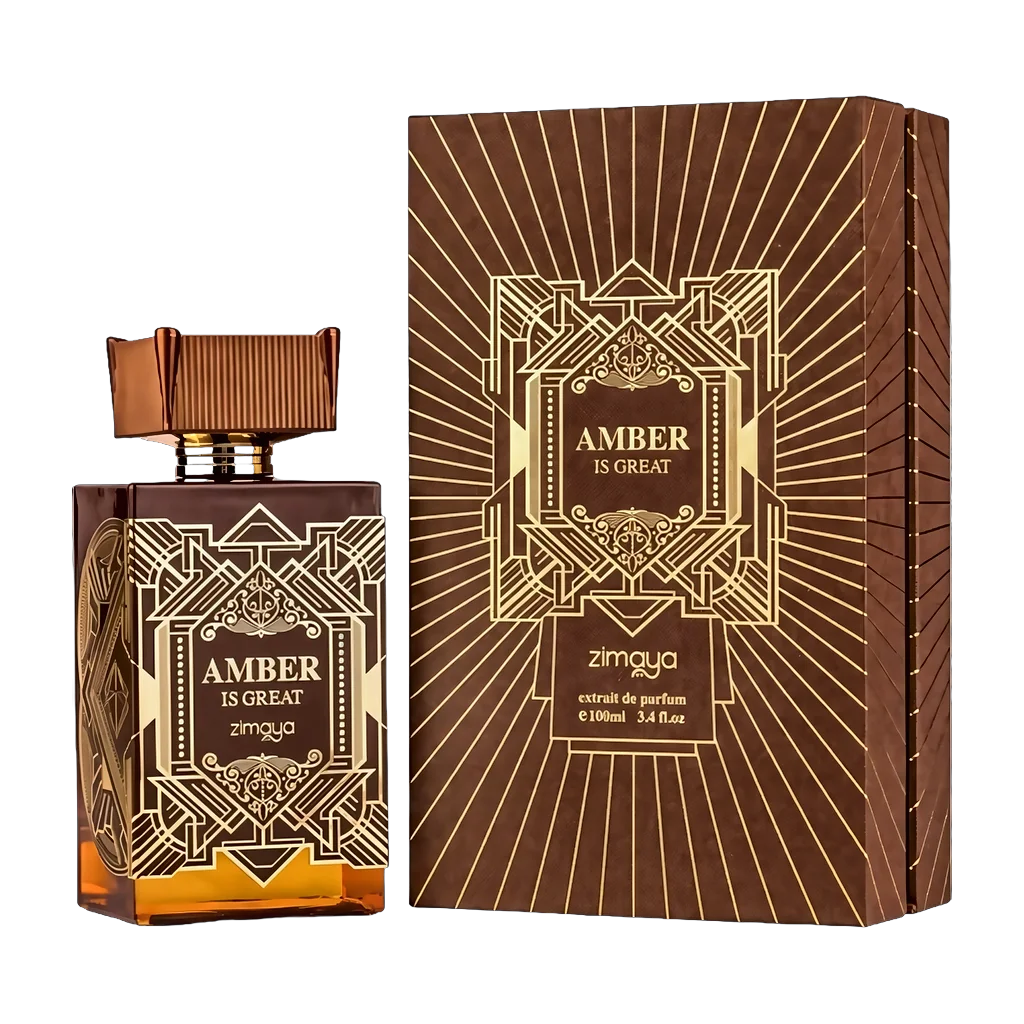 AMBER
IS GREAT
zimaya
AMBER
IS GREAT
zimaya
extrait de parfum
e100ml 3.4 fl.oz